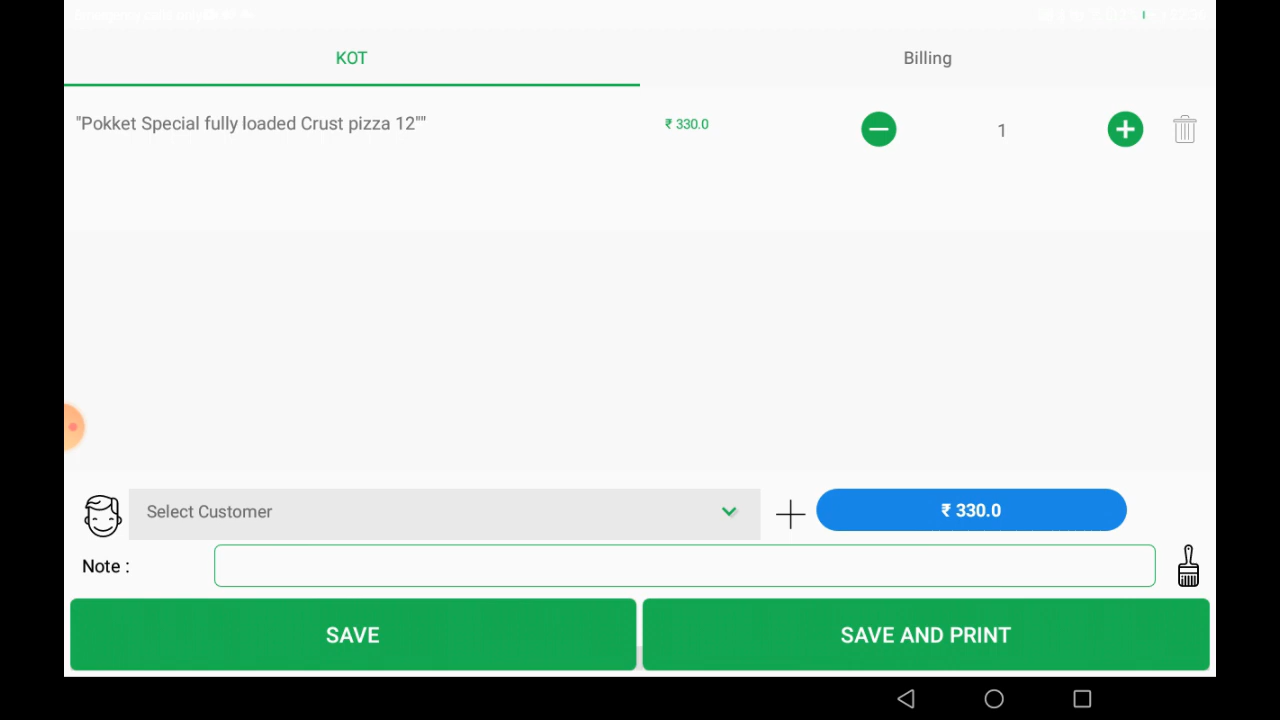 KOT
Billing
"Pokket Special fully loaded Crust pizza 12""
₹ 330.0
1
Select Customer
₹ 330.0
Note :
SAVE
SAVE AND PRINT